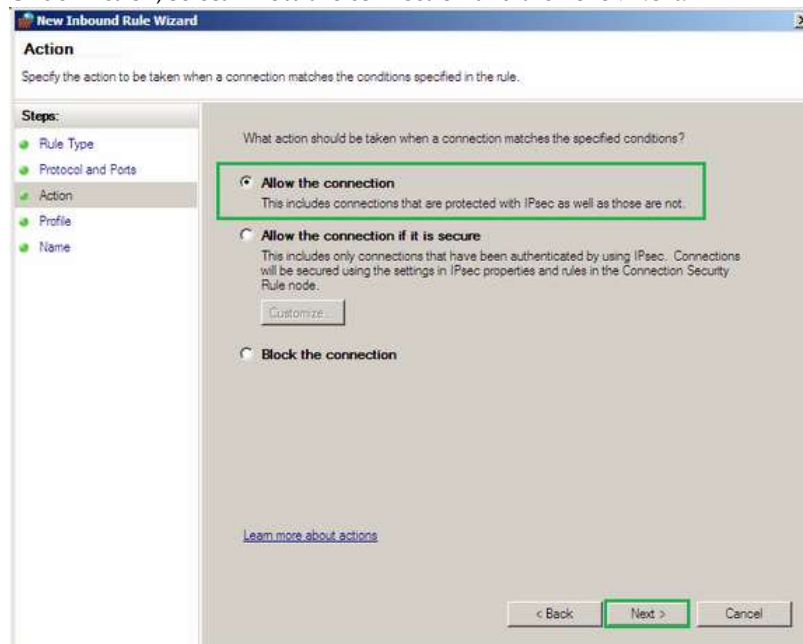 New Inbound Rule Wizard
Action
Specify the action to be taken when a connection matches the conditions specified in the rule.
Steps:
Rule Type
Protocol and Ports
Action
Profile
Name
What action should be taken when a connection matches the specified conditions?
Allow the connection
This includes connections that are protected with IPsec as well as those are not.
Allow the connection if it is secure
This includes only connections that have been authenticated by using IPsec. Connections
will be secured using the settings in IPsec properties and rules in the Connection Security
Rule node.
Customize...
Block the connection
Learn more about actions
< Back
Next >
Cancel